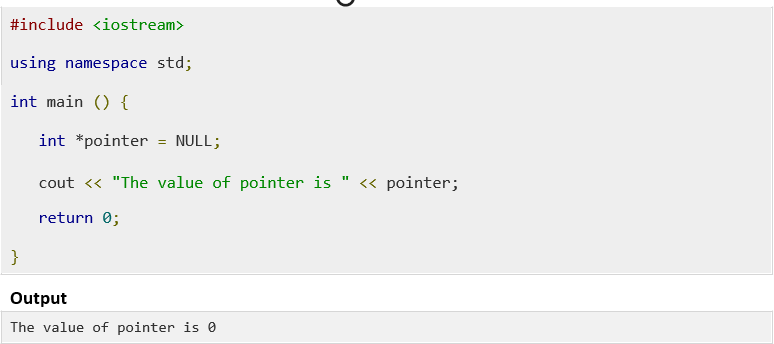 #include <iostream>
using namespace std;
int main () {
int *pointer = NULL;
cout << "The value of pointer is " << pointer;
return 0;
}
Output
The value of pointer is 0